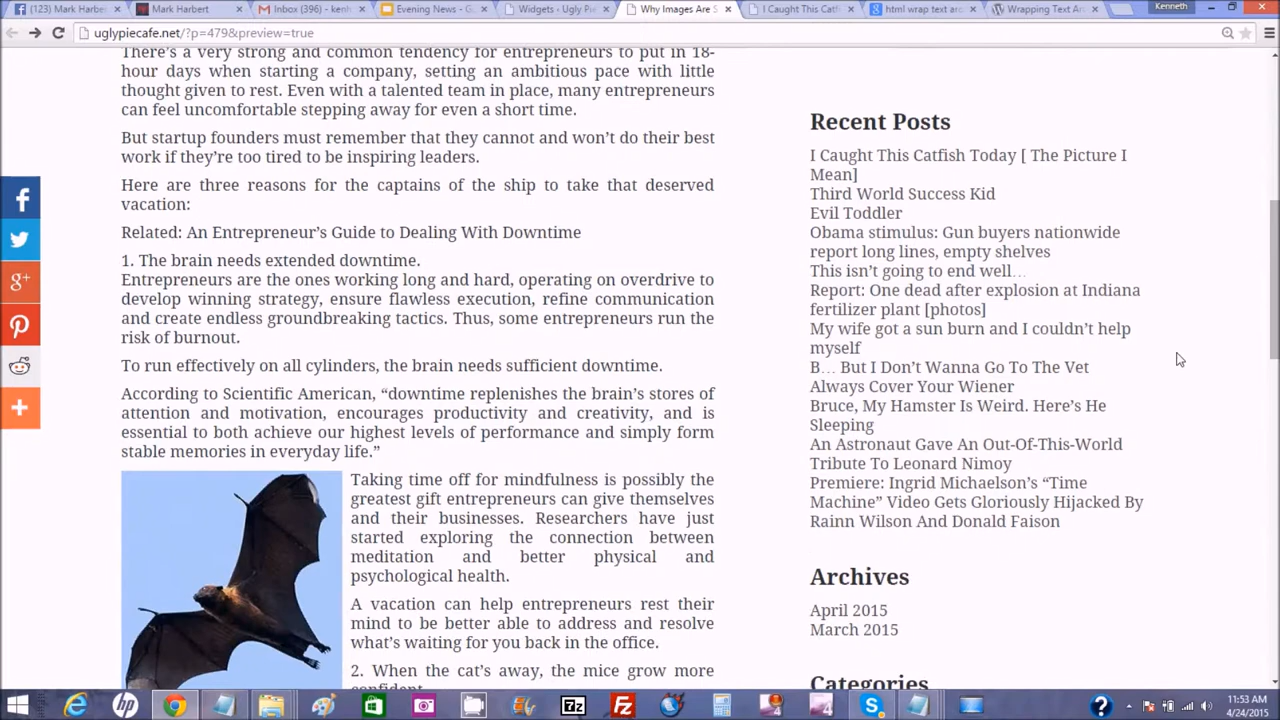 (123) Mark Harber
Mark Harbert
Inbox (396) - kenh
Evening News - G
Widgets ‹ Ugly Pie
Why Images Are S
I Caught This Catf
html wrap text aro
Wrapping Text Aro
Kenneth
uglypiecafe.net/?p=479&preview=true
There's a very strong and common tendency for entrepreneurs to put in 18-
hour days when starting a company, setting an ambitious pace with little
thought given to rest. Even with a talented team in place, many entrepreneurs
can feel uncomfortable stepping away for even a short time.
But startup founders must remember that they cannot and won't do their best
work if they're too tired to be inspiring leaders.
Here are three reasons for the captains of the ship to take that deserved
vacation:
Related: An Entrepreneur's Guide to Dealing With Downtime
1. The brain needs extended downtime.
Entrepreneurs are the ones working long and hard, operating on overdrive to
develop winning strategy, ensure flawless execution, refine communication
and create endless groundbreaking tactics. Thus, some entrepreneurs run the
risk of burnout.
To run effectively on all cylinders, the brain needs sufficient downtime.
According to Scientific American, “downtime replenishes the brain's stores of
attention and motivation, encourages productivity and creativity, and is
essential to both achieve our highest levels of performance and simply form
stable memories in everyday life.”
Taking time off for mindfulness is possibly the
greatest gift entrepreneurs can give themselves
and their businesses. Researchers have just
started exploring the connection between
meditation and better physical and
psychological health.
A vacation can help entrepreneurs rest their
mind to be better able to address and resolve
what's waiting for you back in the office.
2. When the cat's away, the mice grow more
confident
Recent Posts
I Caught This Catfish Today [ The Picture I
Mean]
Third World Success Kid
Evil Toddler
Obama stimulus: Gun buyers nationwide
report long lines, empty shelves
This isn't going to end well…
Report: One dead after explosion at Indiana
fertilizer plant [photos]
My wife got a sun burn and I couldn't help
myself
B… But I Don't Wanna Go To The Vet
Always Cover Your Wiener
Bruce, My Hamster Is Weird. Here's He
Sleeping
An Astronaut Gave An Out-Of-This-World
Tribute To Leonard Nimoy
Premiere: Ingrid Michaelson's “Time
Machine” Video Gets Gloriously Hijacked By
Rainn Wilson And Donald Faison
Archives
April 2015
March 2015
Categories
11:53 AM
4/24/2015